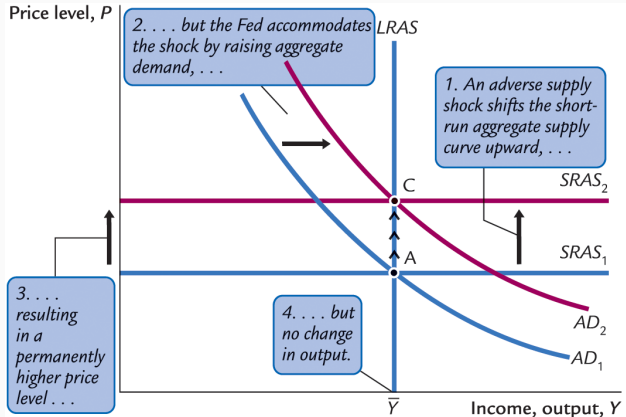 Price level, P
2. . . . but the Fed accommodates
the shock by raising aggregate
demand, . . .
LRAS
1. An adverse supply
shock shifts the short-
run aggregate supply
curve upward, . . .
C
SRAS2
A
SRAS1
3. . . .
resulting
in a
permanently
higher price
level . . .
4. . . . but
no change
in output.
AD2
AD1
Y̅
Income, output, Y